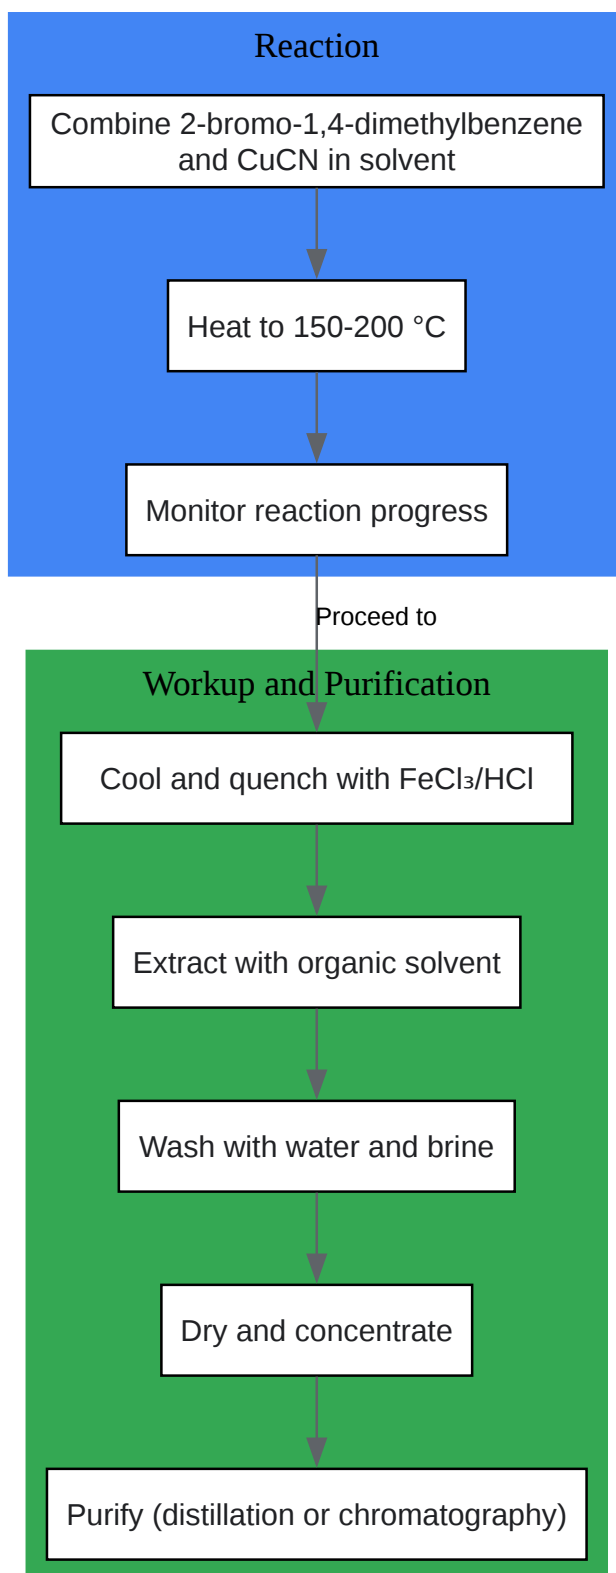 Reaction
Combine 2-bromo-1,4-dimethylbenzene
and CuCN in solvent
Heat to 150-200 °C
Monitor reaction progress
Proceed to
Workup and Purification
Cool and quench with FeCl₃/HCl
Extract with organic solvent
Wash with water and brine
Dry and concentrate
Purify (distillation or chromatography)